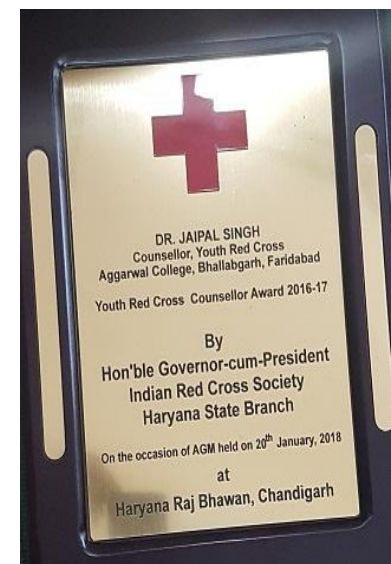 DR. JAIPAL SINGH
Counsellor, Youth Red Cross
Aggarwal College, Bhallabgarh, Faridabad
Youth Red Cross Counsellor Award 2016-17
By
Hon'ble Governor-cum-President
Indian Red Cross Society
Haryana State Branch
On the occasion of AGM held on 20th January, 2018
at
Haryana Raj Bhawan, Chandigarh